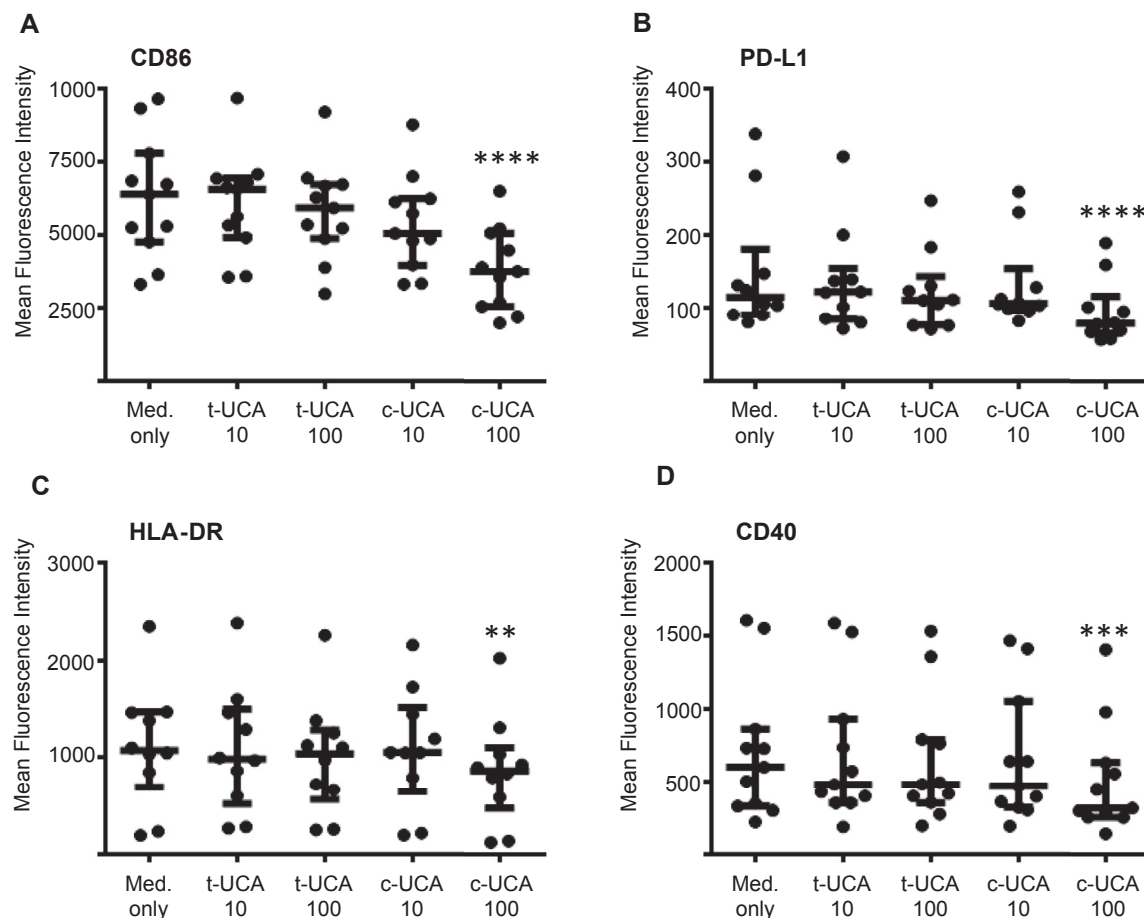 A
CD86
Mean Fluorescence Intensity
1000
7500
5000
2500
****
Med. only
t-UCA 10
t-UCA 100
c-UCA 10
c-UCA 100
B
PD-L1
Mean Fluorescence Intensity
400
300
200
100
****
Med. only
t-UCA 10
t-UCA 100
c-UCA 10
c-UCA 100
C
HLA-DR
Mean Fluorescence Intensity
3000
2000
1000
0
**
Med. only
t-UCA 10
t-UCA 100
c-UCA 10
c-UCA 100
D
CD40
Mean Fluorescence Intensity
2000
1500
1000
500
0
***
Med. only
t-UCA 10
t-UCA 100
c-UCA 10
c-UCA 100